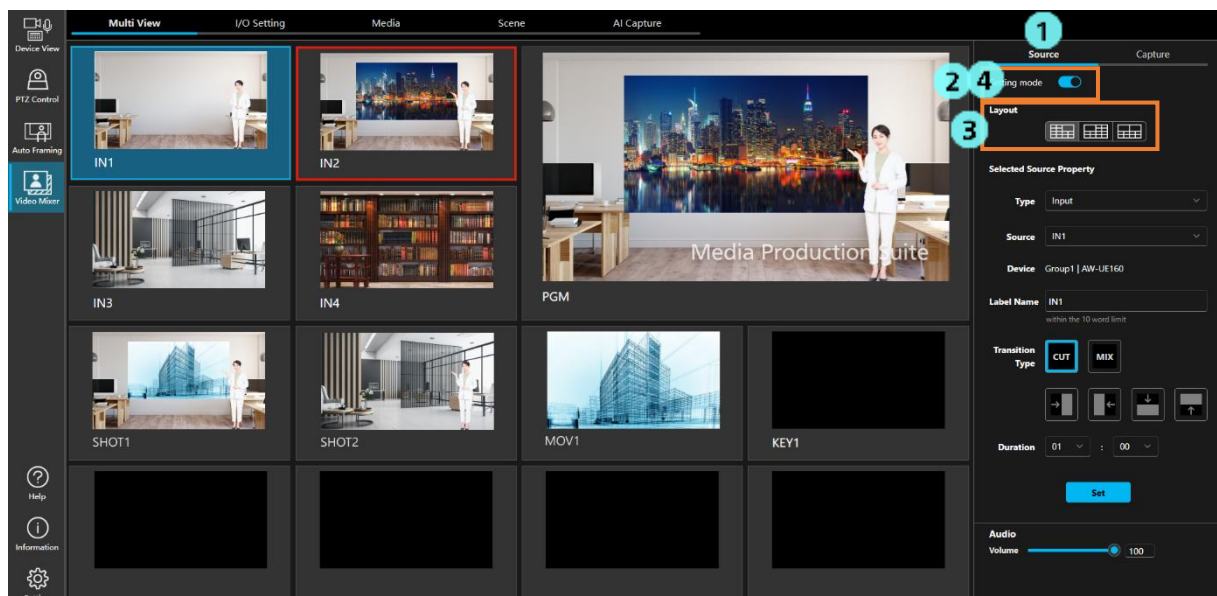 Multi View
I/O Setting
Media
Scene
AI Capture
1
Source
Capture
Device View
2
4
ing mode
PTZ Control
Layout
3
Auto Framing
IN1
IN2
Selected Source Property
Video Mixer
Type
Input
Source
IN1
Media Production Suite
Device
Group1 | AW-UE160
IN3
IN4
PGM
Label Name
IN1
within the 10 word limit
Transition
Type
CUT
MIX
SHOT1
SHOT2
MOV1
KEY1
Duration
01
:
00
Help
Set
Audio
Information
Volume
100